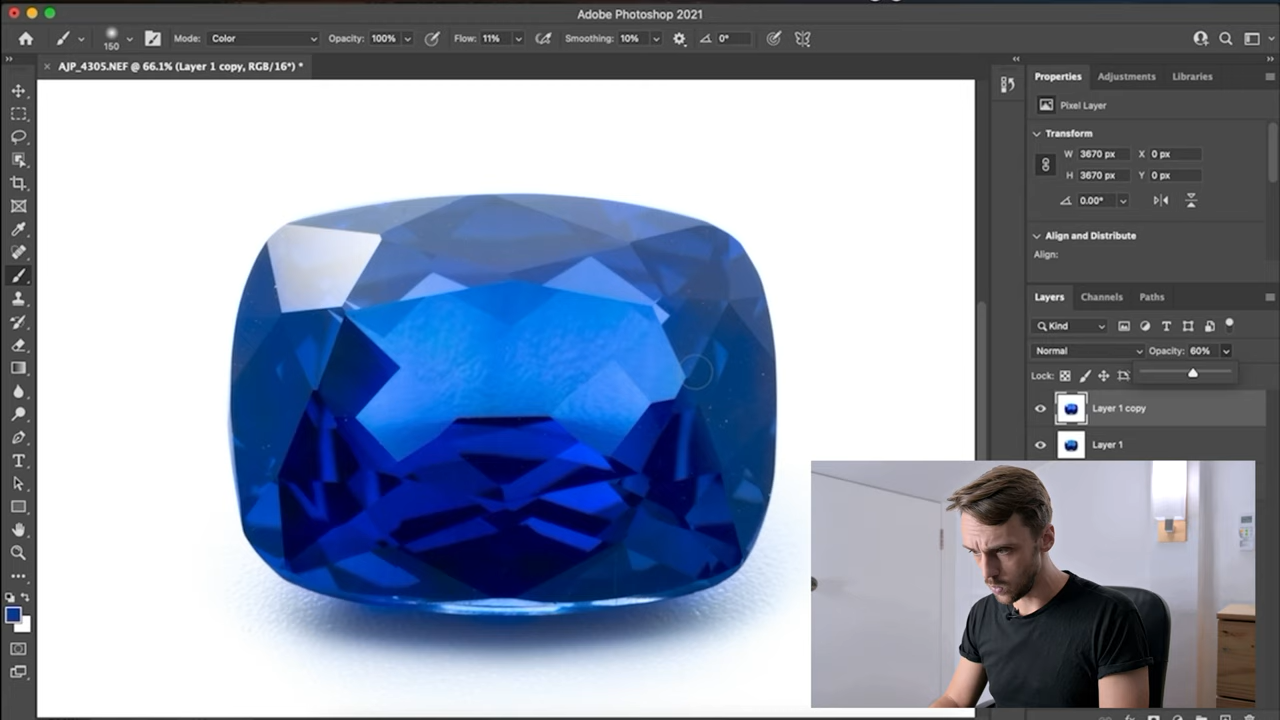 Adobe Photoshop 2021
150 Mode: Color Opacity: 100% Flow: 11% Smoothing: 10% 0°
AJP_4305.NEF @ 66.1% (Layer 1 copy, RGB/16*) *
Properties Adjustments Libraries
Pixel Layer
Transform
W 3670 px X 0 px
H 3670 px Y 0 px
0.00°
Align and Distribute
Align:
Layers Channels Paths
Kind
Normal Opacity: 60%
Lock:
Layer 1 copy
Layer 1